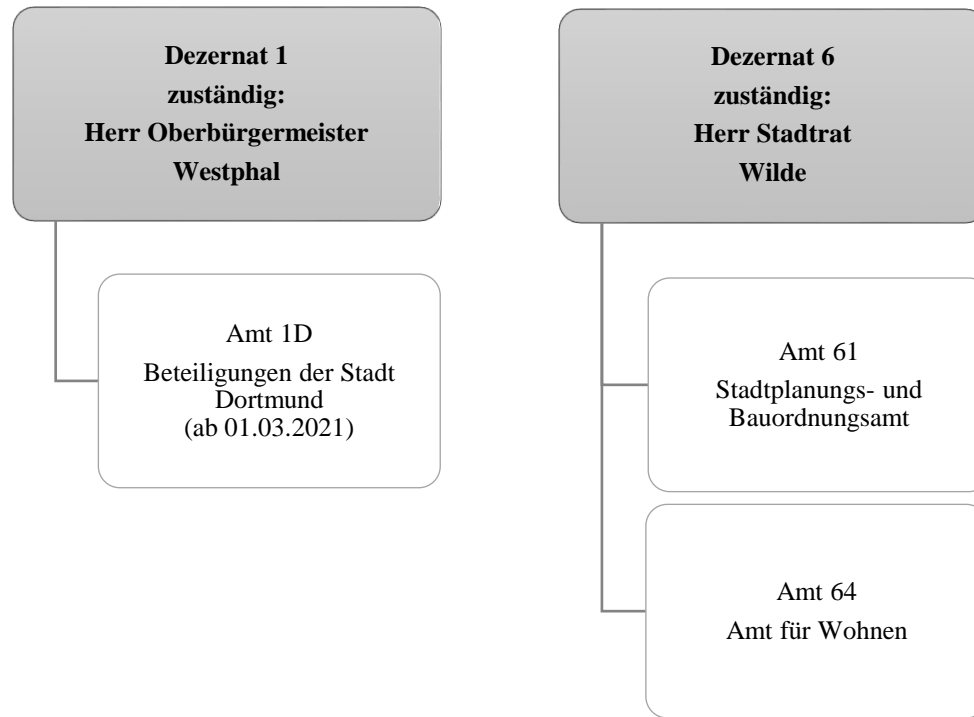 Dezernat 1
zuständig:
Herr Oberbürgermeister
Westphal
Amt 1D
Beteiligungen der Stadt
Dortmund
(ab 01.03.2021)
Dezernat 6
zuständig:
Herr Stadtrat
Wilde
Amt 61
Stadtplanungs- und
Bauordnungsamt
Amt 64
Amt für Wohnen